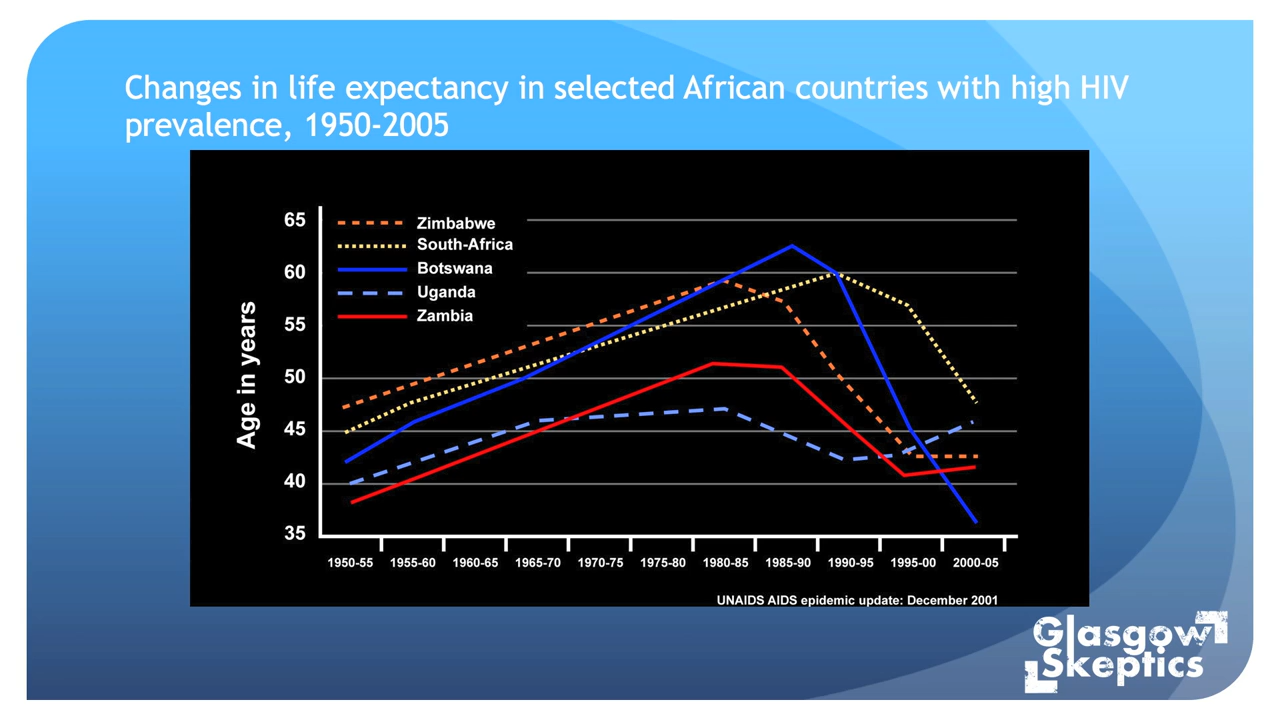 Changes in life expectancy in selected African countries with high HIV
prevalence, 1950-2005
65
60
55
50
45
40
35
Age in years
Zimbabwe
South-Africa
Botswana
Uganda
Zambia
1950-55 1955-60 1960-65 1965-70 1970-75 1975-80 1980-85 1985-90 1990-95 1995-00 2000-05
UNAIDS AIDS epidemic update: December 2001
Glasgow
Skeptics